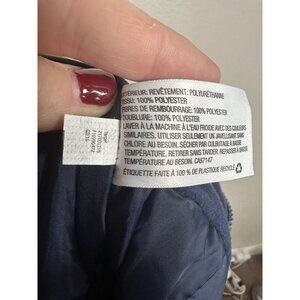 EXTÉRIEUR: REVÊTEMENT: POLYURÉTHANNE
TISSU: 100% POLYESTER
FIBRES DE REMBOURRAGE: 100% POLYESTER
DOUBLURE: 100% POLYESTER
LAVER À LA MACHINE À L'EAU FROIDE AVEC DES COULEURS
SIMILAIRES. UTILISER SEULEMENT UN JAVELLISANT SANS
CHLORE, AU BESOIN. SÉCHER PAR CULBUTAGE À BASSE
TEMPÉRATURE. RETIRER SANS TARDER. REPASSER À BASSE
TEMPÉRATURE AU BESOIN. CA57147
ÉTIQUETTE FAITE À 100 % DE PLASTIQUE RECYCLÉ